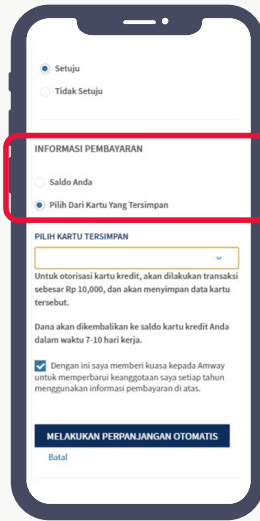 Setuju
Tidak Setuju
INFORMASI PEMBAYARAN
Saldo Anda
Pilih Dari Kartu Yang Tersimpan
PILIH KARTU TERSIMPAN
Untuk otorisasi kartu kredit, akan dilakukan transaksi
sebesar Rp 10,000, dan akan menyimpan data kartu
tersebut.
Dana akan dikembalikan ke saldo kartu kredit Anda
dalam waktu 7-10 hari kerja.
Dengan ini saya memberi kuasa kepada Amway
untuk memperbarui keanggotaan saya setiap tahun
menggunakan informasi pembayaran di atas.
MELAKUKAN PERPANJANGAN OTOMATIS
Batal